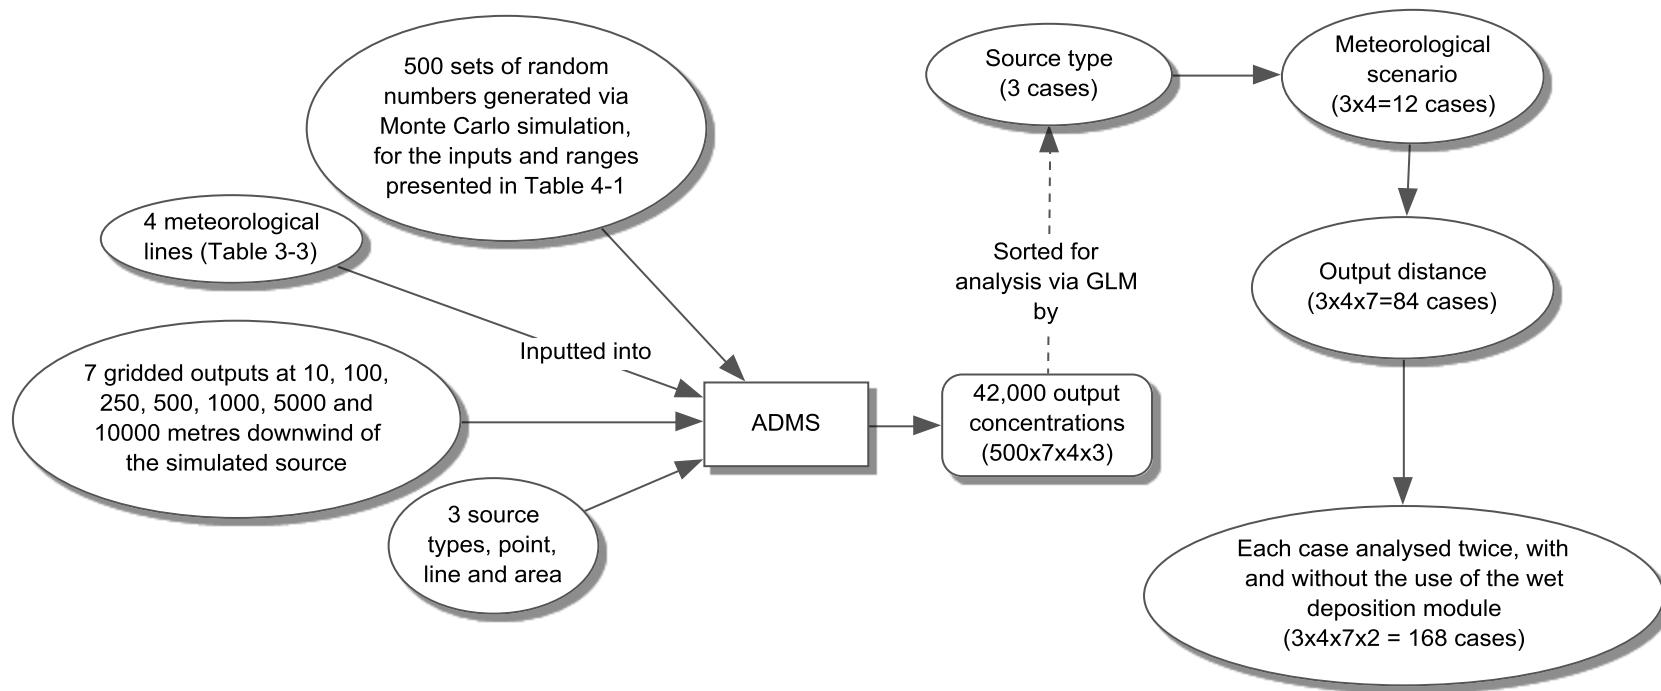 500 sets of random
numbers generated via
Monte Carlo simulation,
for the inputs and ranges
presented in Table 4-1
4 meteorological
lines (Table 3-3)
7 gridded outputs at 10, 100,
250, 500, 1000, 5000 and
10000 metres downwind of
the simulated source
3 source
types, point,
line and area
Inputted into
ADMS
42,000 output
concentrations
(500x7x4x3)
Sorted for
analysis via GLM
by
Source type
(3 cases)
Meteorological
scenario
(3x4=12 cases)
Output distance
(3x4x7=84 cases)
Each case analysed twice, with
and without the use of the wet
deposition module
(3x4x7x2 = 168 cases)